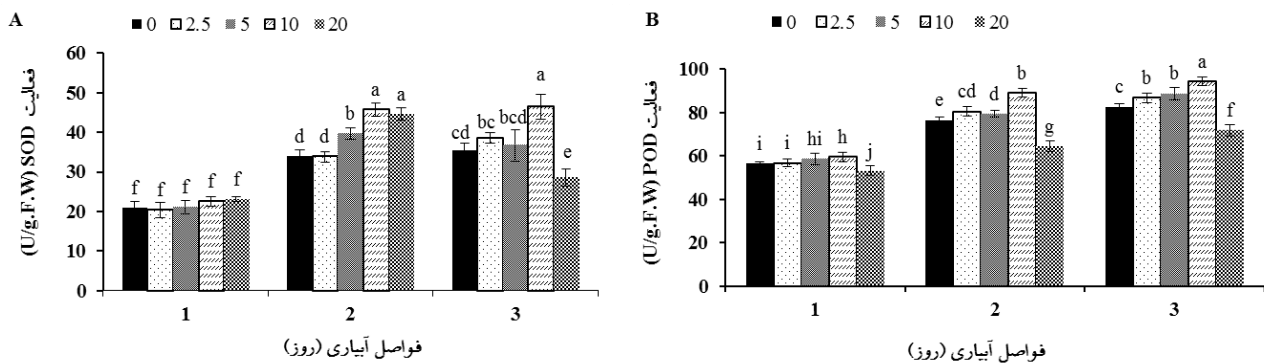 A
0 2.5 5 10 20
فعالیت SOD (U/g.F.W)
60
50
40
30
20
10
0
f f f f f
d d b a a
cd bc bcd a e
1 2 3
فواصل آبیاری (روز)
B
0 2.5 5 10 20
فعالیت POD (U/g.F.W)
100
80
60
40
20
0
i i hi h j
e cd d b g
c b b a f
1 2 3
فواصل آبیاری (روز)